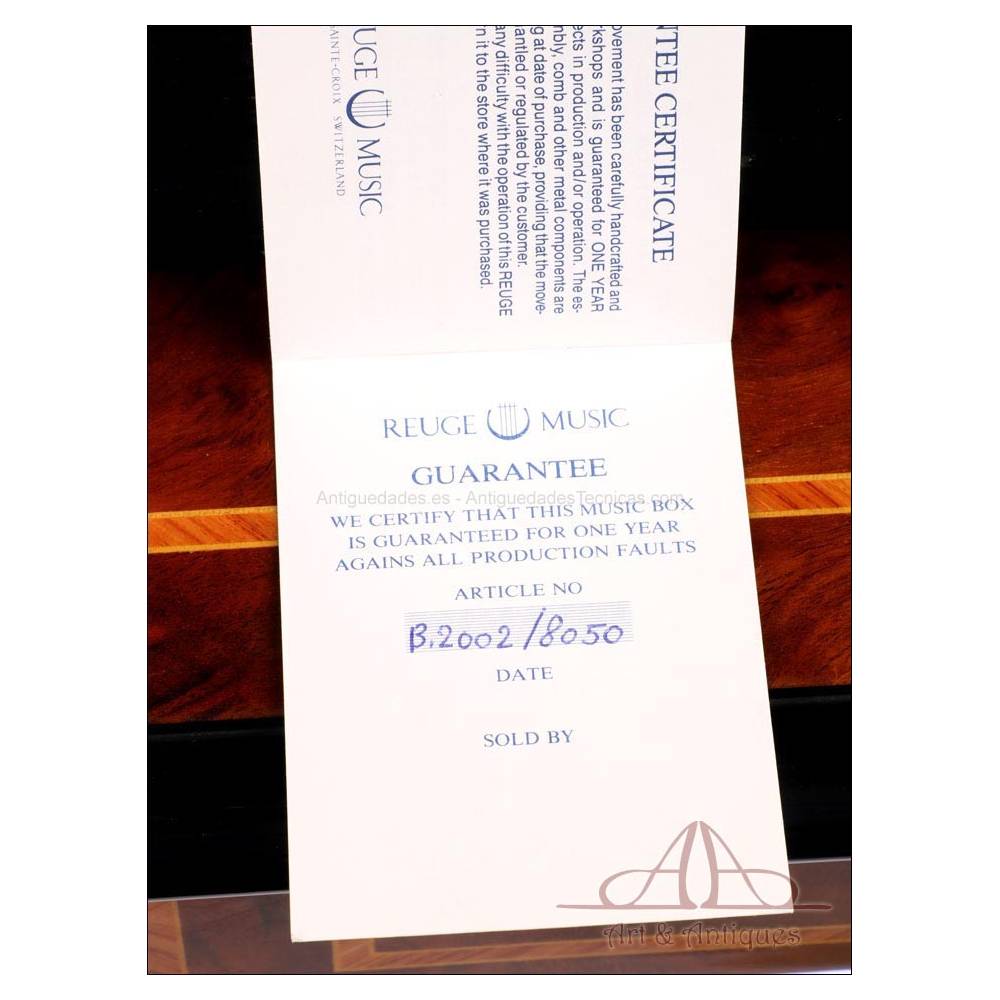 NTEE CERTIFICATE
ovement has been carefully handcrafted and
rkshops and is guaranteed for ONE YEAR
ects in production and/or operation. The es-
mbly, comb and other metal components are
g at date of purchase, providing that the move-
antled or regulated by the customer.
any difficulty with the operation of this REUGE
n it to the store where it was purchased.
UGE MUSIC
AINTE-CROIX SWITZERLAND
REUGE MUSIC
GUARANTEE
Antiguedades.es - AntiguedadesTecnicas.com
WE CERTIFY THAT THIS MUSIC BOX
IS GUARANTEED FOR ONE YEAR
AGAINS ALL PRODUCTION FAULTS
ARTICLE NO
B.2002/8050
DATE
SOLD BY
Art & Antiques